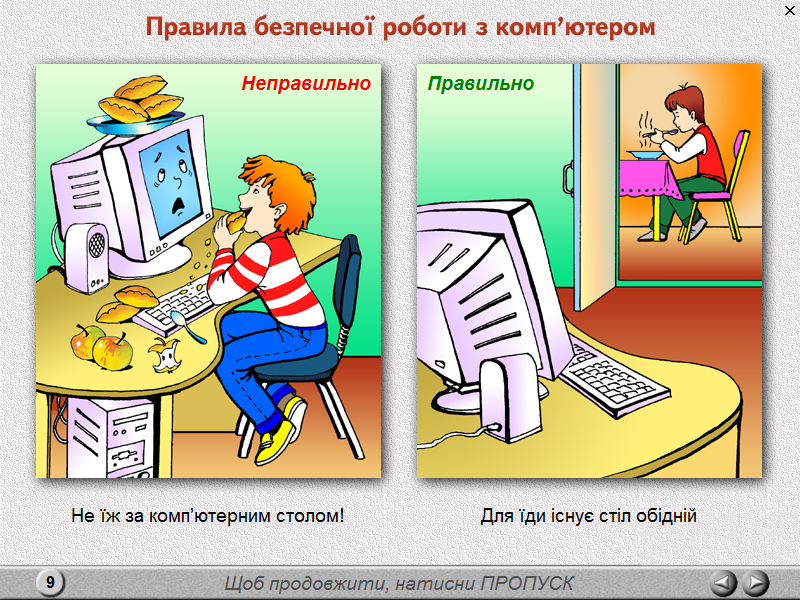 Правила безпечної роботи з комп’ютером
Неправильно
Правильно
Не їж за комп’ютерним столом!
Для їди існує стіл обідній
9
Щоб продовжити, натисни ПРОПУСК